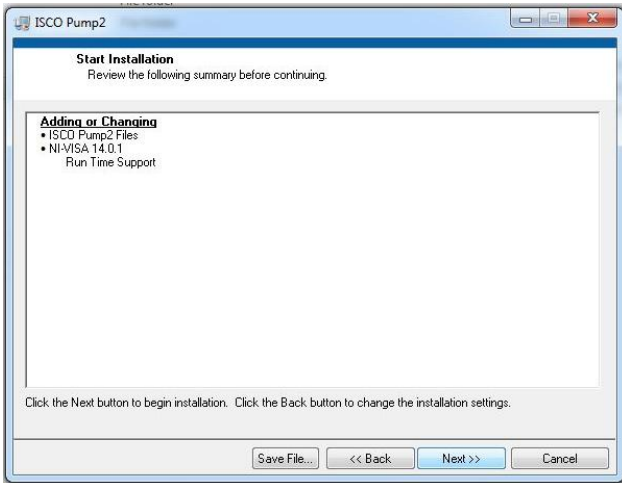 ISCO Pump2
Start Installation
Review the following summary before continuing.
Adding or Changing
• ISCO Pump2 Files
• NI-VISA 14.0.1
Run Time Support
Click the Next button to begin installation. Click the Back button to change the installation settings.
Save File... << Back Next >> Cancel